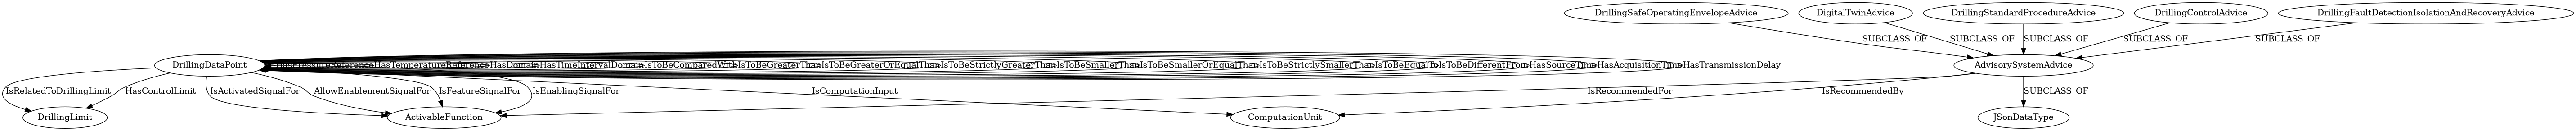 DrillingSafeOperatingEnvelopeAdvice DigitalTwinAdvice DrillingStandardProcedureAdvice DrillingControlAdvice DrillingFaultDetectionIsolationAndRecoveryAdvice
SUBCLASS_OF SUBCLASS_OF SUBCLASS_OF SUBCLASS_OF SUBCLASS_OF
DrillingDataPoint HasPressureReference HasTemperatureReference HasDomain HasTimeIntervalDomain IsToBeComparedWith IsToBeGreaterThan IsToBeGreaterOrEqualThan IsToBeStrictlyGreaterThan IsToBeSmallerThan IsToBeSmallerOrEqualThan IsToBeStrictlySmallerThan IsToBeEqualTo IsToBeDifferentFrom HasSourceTime HasAcquisitionTime HasTransmissionDelay AdvisorySystemAdvice
IsRelatedToDrillingLimit HasControlLimit IsActivatedSignalFor AllowEnablementSignalFor IsFeatureSignalFor IsEnablingSignalFor IsComputationInput IsRecommendedFor IsRecommendedBy SUBCLASS_OF
DrillingLimit ActivableFunction ComputationUnit JSonDataType